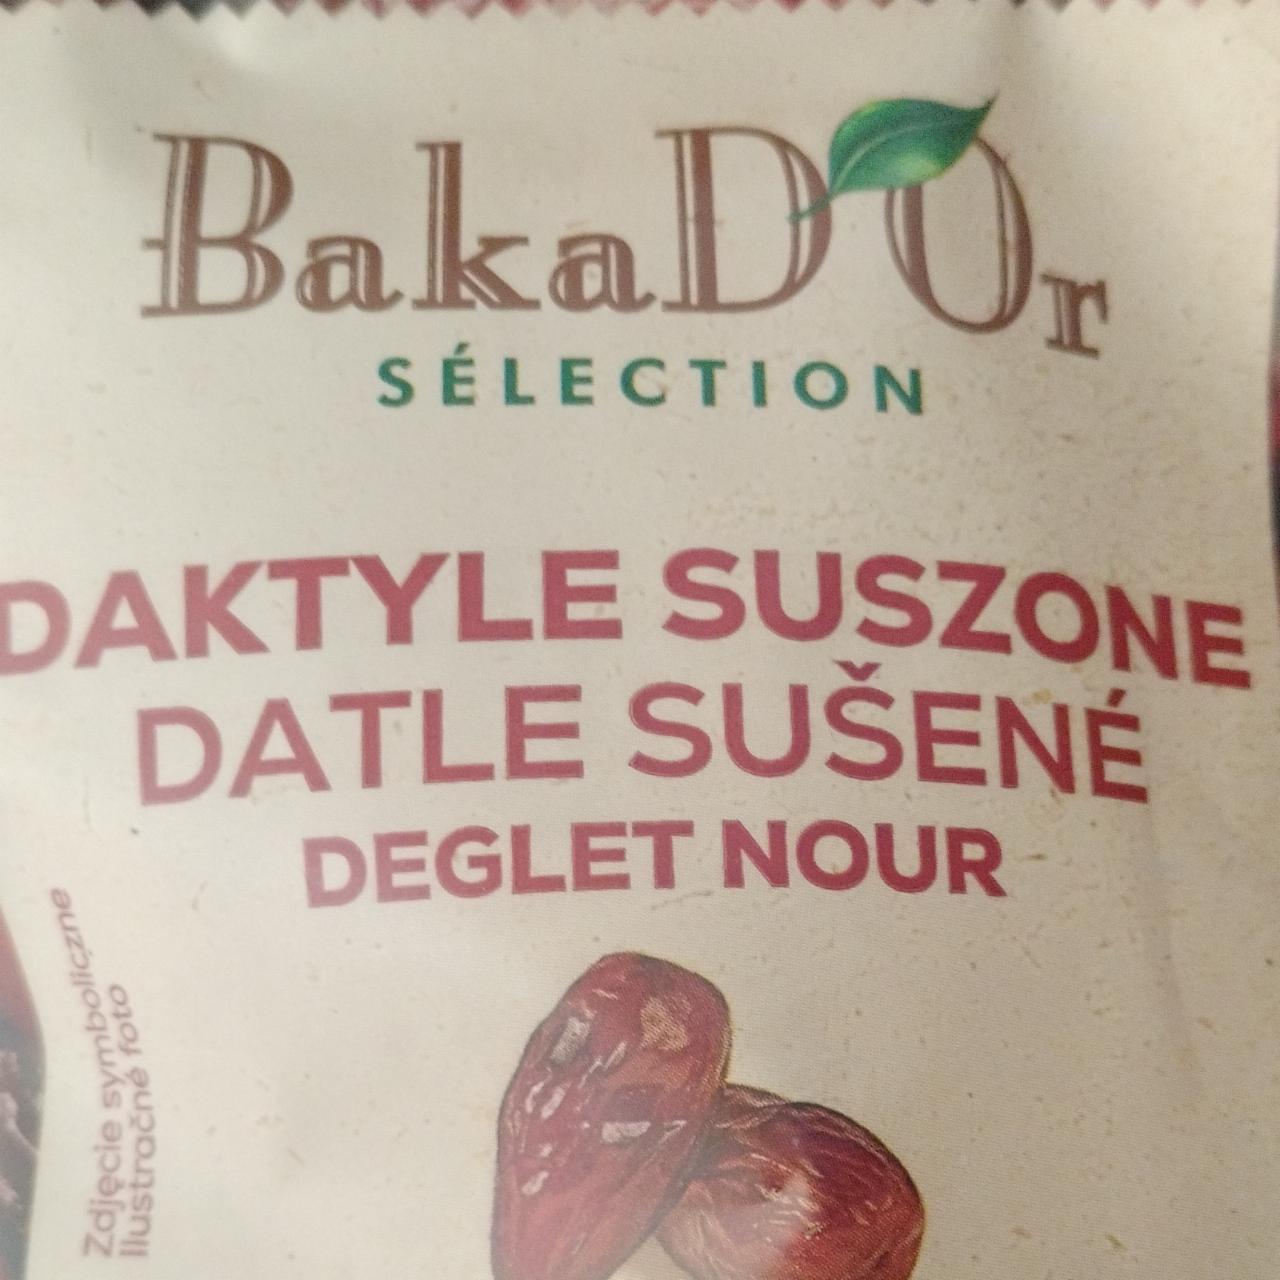 BakaD'Or
SÉLECTION
DAKTYLE SUSZONE
DATLE SUŠENÉ
DEGLET NOUR
Zdjęcie symboliczne
Ilustračné foto